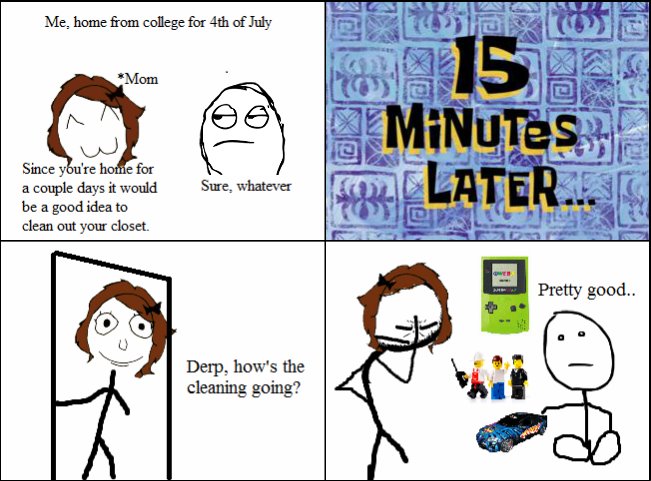 Me, home from college for 4th of July
*Mom
Since you're home for
a couple days it would
be a good idea to
clean out your closet.
Sure, whatever
15
MiNUTes
LATeR...
Derp, how's the
cleaning going?
Pretty good..